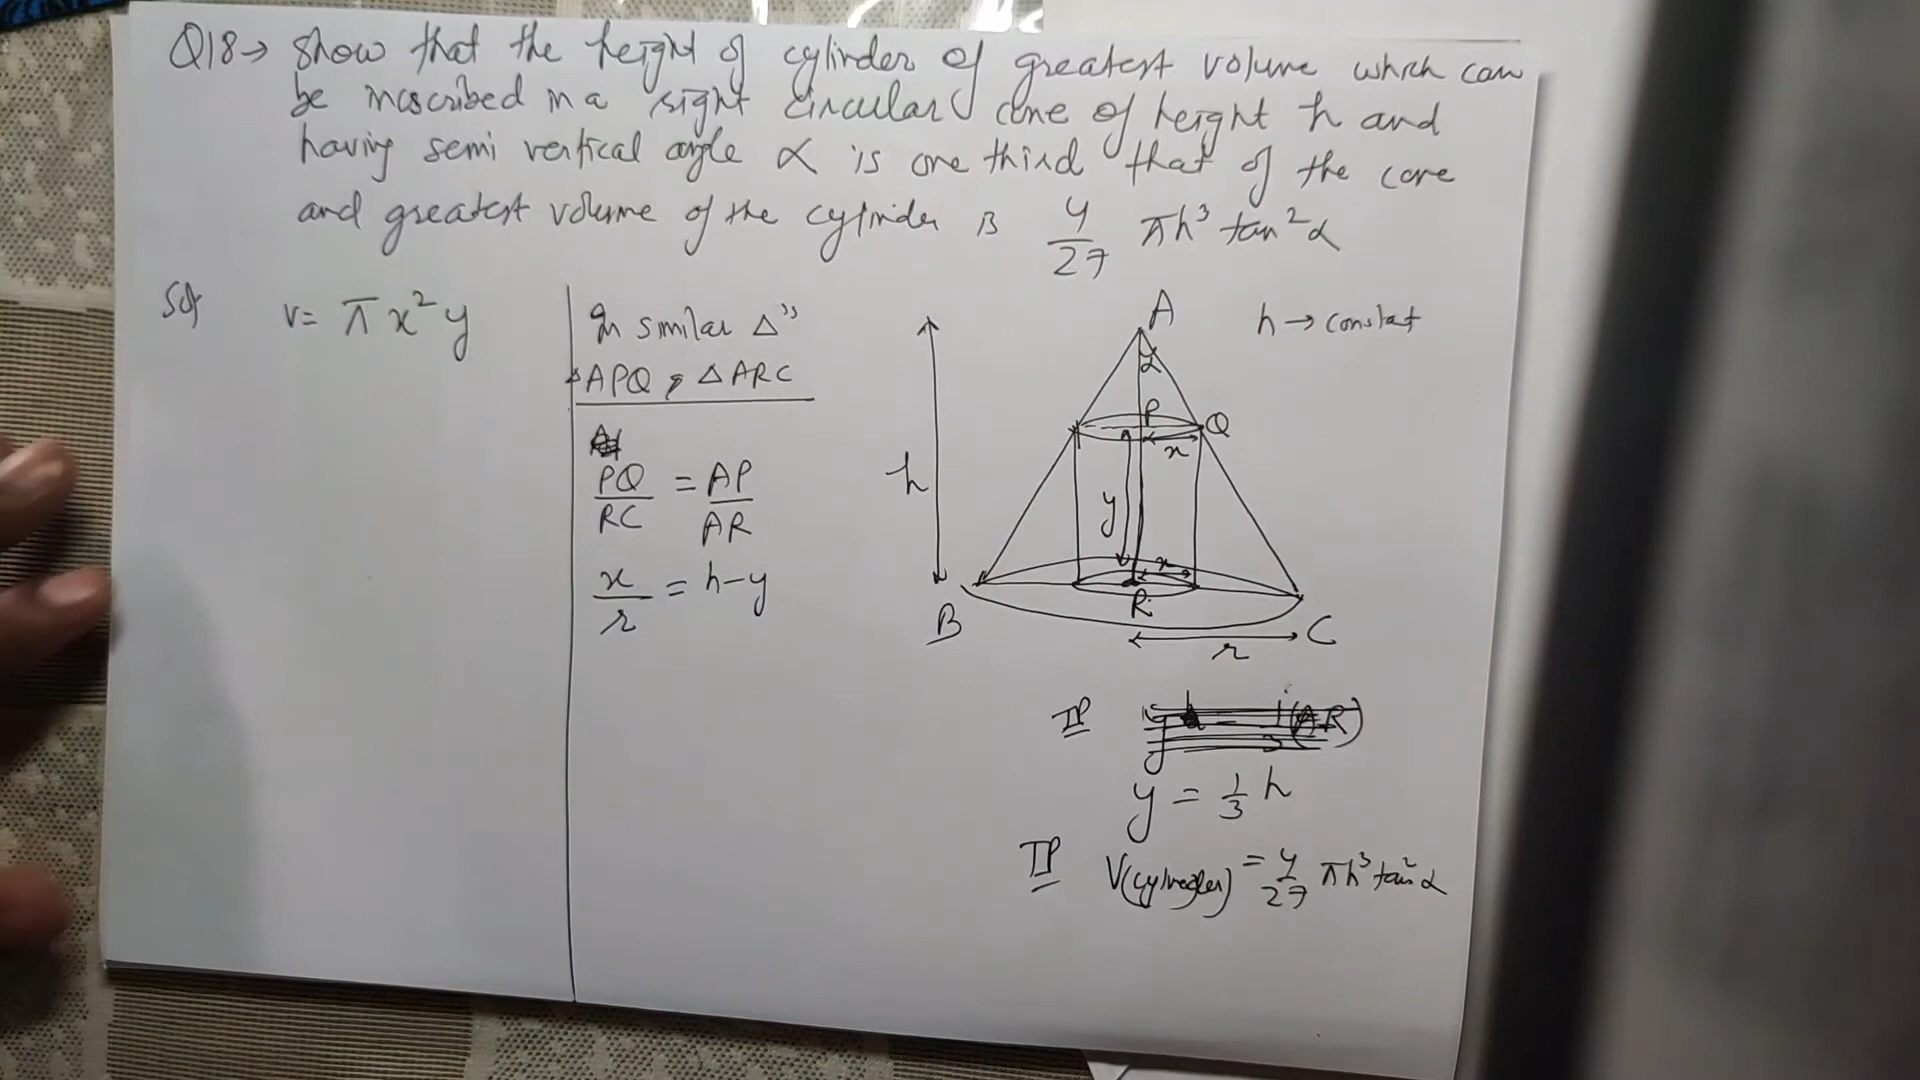 Q18→ Show that the height of cylinder of greatest volume which can
be inscribed in a right circular cone of height h and
having semi vertical angle α is one third that of the cone
and greatest volume of the cylinder is 4/27 πh³ tan²α
Sol
V= πx²y
In similar Δ's
ΔAPQ, ΔARC
PQ/RC = AP/AR
x/r = h-y
h → constat
A
α
P
Q
x
h
y
x
R
B
C
r
TP
y = 1/3 h
TP V(cylinder) = 4/27 πh³ tan²α